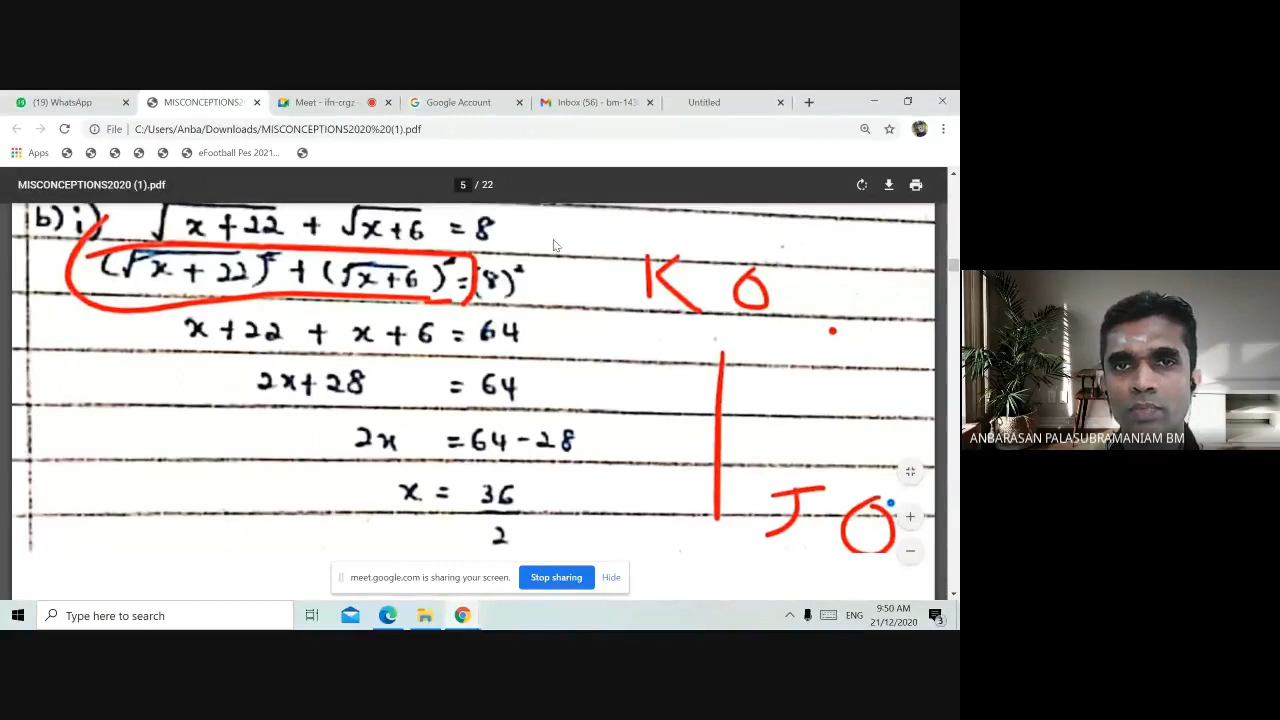 (19) WhatsApp
MISCONCEPTIONS2
Meet - ifn-crgz
Google Account
Inbox (56) - bm-143
Untitled
File
C:/Users/Anba/Downloads/MISCONCEPTIONS2020%20(1).pdf
Apps
eFootball Pes 2021...
MISCONCEPTIONS2020 (1).pdf
5 / 22
b) i) √x+22 + √x+6 = 8
(√x + 22)² + (√x+6)² = (8)²
K 0
x+22 + x+6 = 64
2x+28 = 64
2x = 64-28
x = 36
2
J 0
ANBARASAN PALASUBRAMANIAM BM
meet.google.com is sharing your screen.
Stop sharing
Hide
Type here to search
ENG
9:50 AM
21/12/2020
3